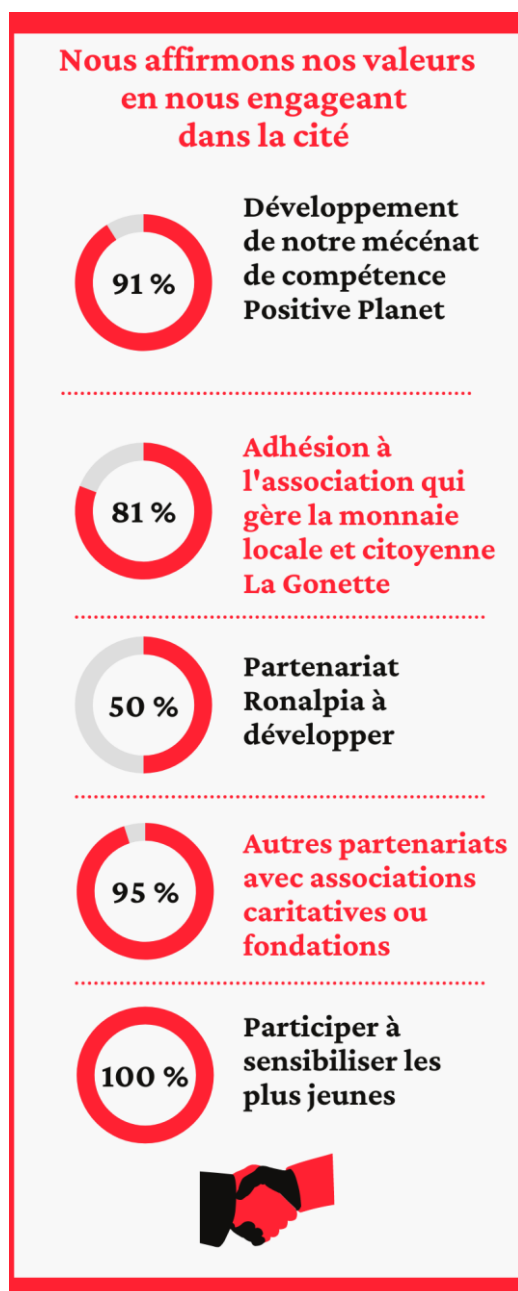 Nous affirmons nos valeurs
en nous engageant
dans la cité
91 %
Développement
de notre mécénat
de compétence
Positive Planet
81 %
Adhésion à
l'association qui
gère la monnaie
locale et citoyenne
La Gonette
50 %
Partenariat
Ronalpia à
développer
95 %
Autres partenariats
avec associations
caritatives ou
fondations
100 %
Participer à
sensibiliser les
plus jeunes